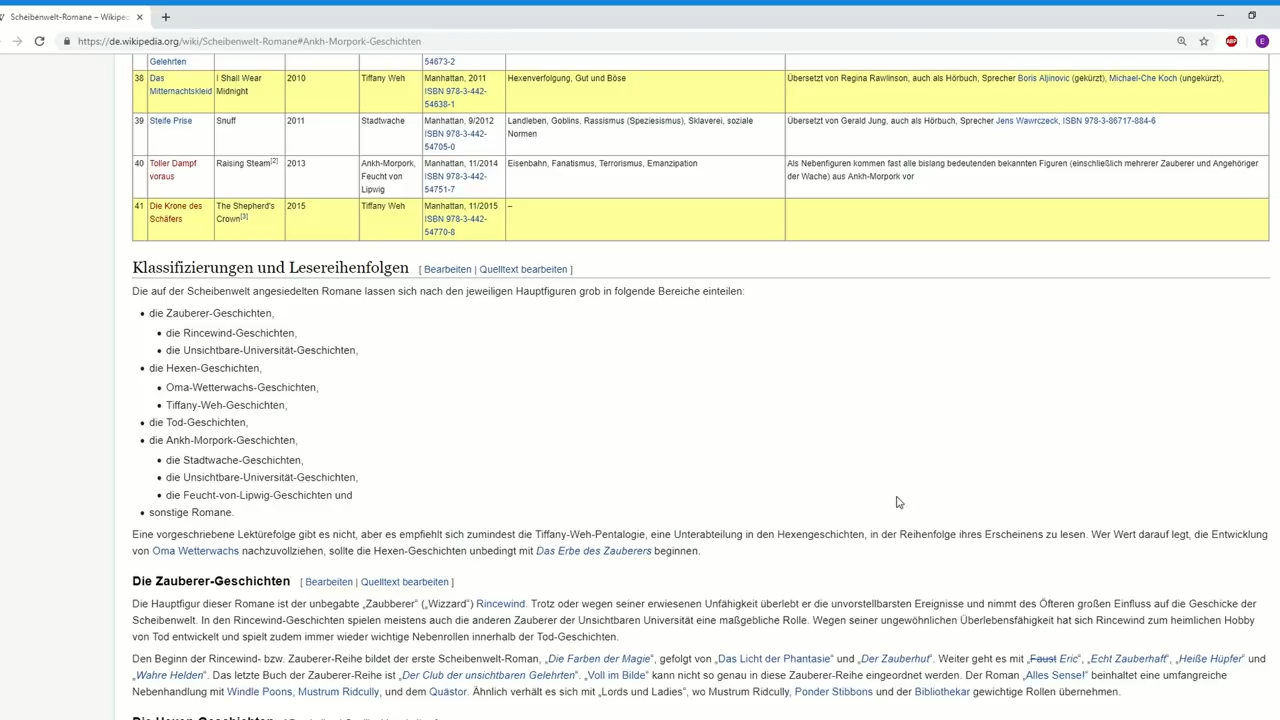 Scheibenwelt-Romane – Wikipe
https://de.wikipedia.org/wiki/Scheibenwelt-Romane#Ankh-Morpork-Geschichten
ABP
E
Gelehrten 54673-2
38 Das Mitternachtskleid I Shall Wear Midnight 2010 Tiffany Weh Manhattan, 2011 ISBN 978-3-442-54638-1 Hexenverfolgung, Gut und Böse Übersetzt von Regina Rawlinson, auch als Hörbuch, Sprecher Boris Aljinovic (gekürzt), Michael-Che Koch (ungekürzt),
39 Steife Prise Snuff 2011 Stadtwache Manhattan, 9/2012 ISBN 978-3-442-54705-0 Landleben, Goblins, Rassismus (Speziesismus), Sklaverei, soziale Normen Übersetzt von Gerald Jung, auch als Hörbuch, Sprecher Jens Wawrczeck, ISBN 978-3-86717-884-6
40 Toller Dampf voraus Raising Steam[2] 2013 Ankh-Morpork, Feucht von Lipwig Manhattan, 11/2014 ISBN 978-3-442-54751-7 Eisenbahn, Fanatismus, Terrorismus, Emanzipation Als Nebenfiguren kommen fast alle bislang bedeutenden bekannten Figuren (einschließlich mehrerer Zauberer und Angehöriger der Wache) aus Ankh-Morpork vor
41 Die Krone des Schäfers The Shepherd's Crown[3] 2015 Tiffany Weh Manhattan, 11/2015 ISBN 978-3-442-54770-8 –
Klassifizierungen und Lesereihenfolgen [ Bearbeiten | Quelltext bearbeiten ]
Die auf der Scheibenwelt angesiedelten Romane lassen sich nach den jeweiligen Hauptfiguren grob in folgende Bereiche einteilen:
• die Zauberer-Geschichten,
• die Rincewind-Geschichten,
• die Unsichtbare-Universität-Geschichten,
• die Hexen-Geschichten,
• Oma-Wetterwachs-Geschichten,
• Tiffany-Weh-Geschichten,
• die Tod-Geschichten,
• die Ankh-Morpork-Geschichten,
• die Stadtwache-Geschichten,
• die Unsichtbare-Universität-Geschichten,
• die Feucht-von-Lipwig-Geschichten und
• sonstige Romane.
Eine vorgeschriebene Lektürefolge gibt es nicht, aber es empfiehlt sich zumindest die Tiffany-Weh-Pentalogie, eine Unterabteilung in den Hexengeschichten, in der Reihenfolge ihres Erscheinens zu lesen. Wer Wert darauf legt, die Entwicklung
von Oma Wetterwachs nachzuvollziehen, sollte die Hexen-Geschichten unbedingt mit Das Erbe des Zauberers beginnen.
Die Zauberer-Geschichten [ Bearbeiten | Quelltext bearbeiten ]
Die Hauptfigur dieser Romane ist der unbegabte „Zaubberer“ („Wizzard“) Rincewind. Trotz oder wegen seiner erwiesenen Unfähigkeit überlebt er die unvorstellbarsten Ereignisse und nimmt des Öfteren großen Einfluss auf die Geschicke der
Scheibenwelt. In den Rincewind-Geschichten spielen meistens auch die anderen Zauberer der Unsichtbaren Universität eine maßgebliche Rolle. Wegen seiner ungewöhnlichen Überlebensfähigkeit hat sich Rincewind zum heimlichen Hobby
von Tod entwickelt und spielt zudem immer wieder wichtige Nebenrollen innerhalb der Tod-Geschichten.
Den Beginn der Rincewind- bzw. Zauberer-Reihe bildet der erste Scheibenwelt-Roman, „Die Farben der Magie“, gefolgt von „Das Licht der Phantasie“ und „Der Zauberhut“. Weiter geht es mit „Faust Eric“, „Echt Zauberhaft“, „Heiße Hüpfer“ und
„Wahre Helden“. Das letzte Buch der Zauberer-Reihe ist „Der Club der unsichtbaren Gelehrten“. „Voll im Bilde“ kann nicht so genau in diese Zauberer-Reihe eingeordnet werden. Der Roman „Alles Sense!“ beinhaltet eine umfangreiche
Nebenhandlung mit Windle Poons, Mustrum Ridcully, und dem Quästor. Ähnlich verhält es sich mit „Lords und Ladies“, wo Mustrum Ridcully, Ponder Stibbons und der Bibliothekar gewichtige Rollen übernehmen.